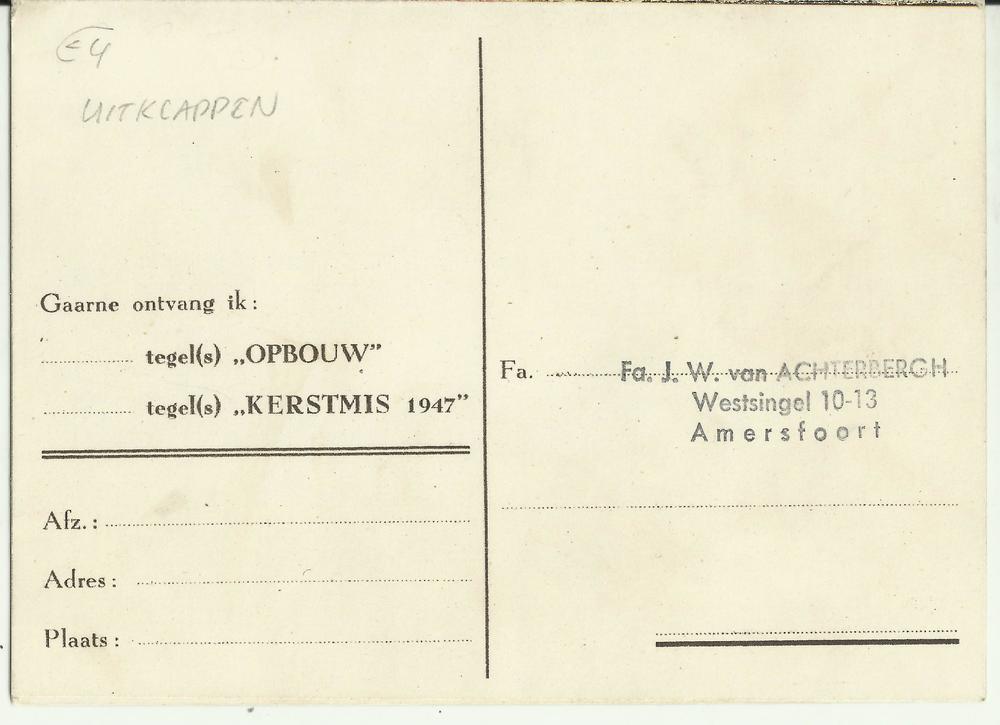 €4
UITKLAPPEN
Gaarne ontvang ik:
tegel(s) „OPBOUW”
tegel(s) „KERSTMIS 1947”
Afz.:
Adres:
Plaats:
Fa. Fa. J. W. van ACHTERBERGH
Westsingel 10-13
Amersfoort